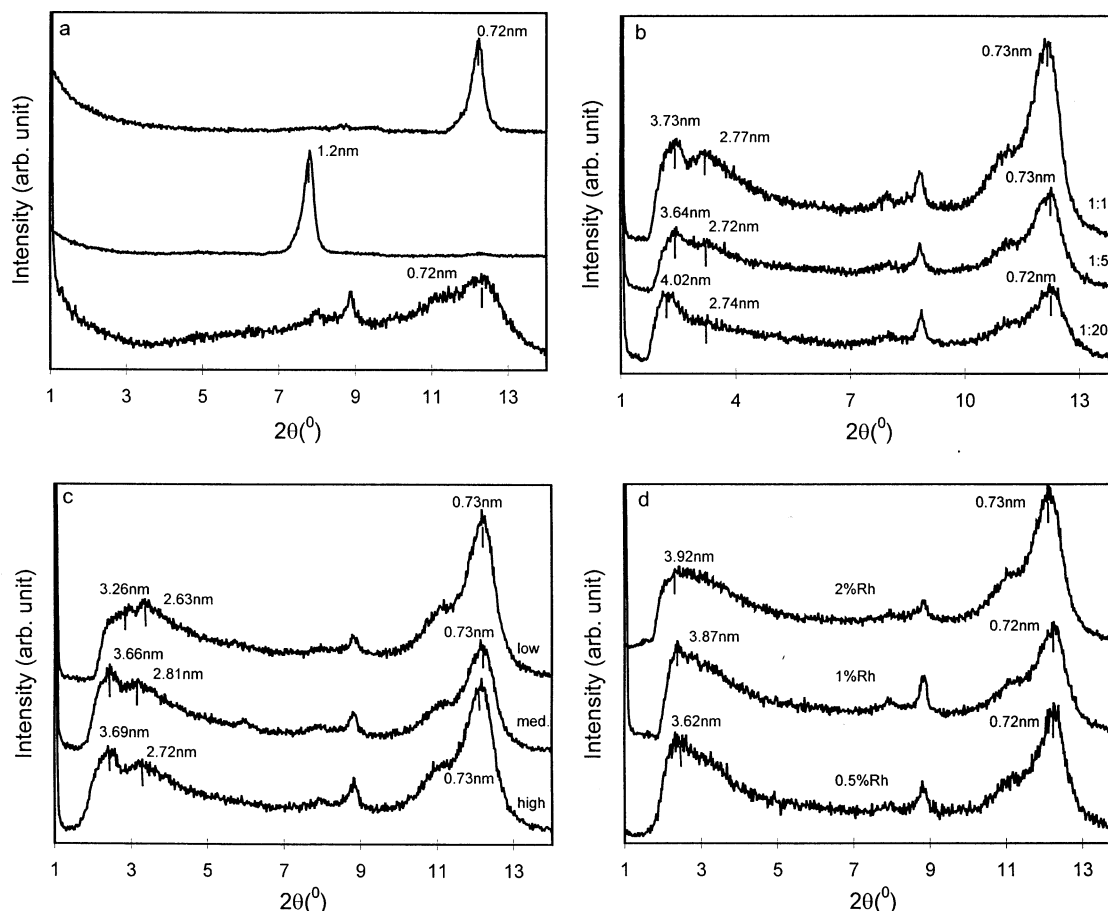 a
0.72nm
1.2nm
0.72nm
Intensity (arb. unit)
1 3 5 7 9 11 13
2θ(⁰)
b
0.73nm
3.73nm
2.77nm
0.73nm
1:1
3.64nm
2.72nm
1:5
4.02nm
0.72nm
2.74nm
1:20
Intensity (arb. unit)
1 4 7 10 13
2θ(⁰)
c
0.73nm
3.26nm
2.63nm
low
0.73nm
3.66nm
2.81nm
med.
3.69nm
2.72nm
0.73nm
high
Intensity (arb. unit)
1 3 5 7 9 11 13
2θ(⁰)
d
0.73nm
3.92nm
2%Rh
0.72nm
3.87nm
1%Rh
0.72nm
3.62nm
0.5%Rh
Intensity (arb. unit)
1 3 5 7 9 11 13
2θ(⁰)